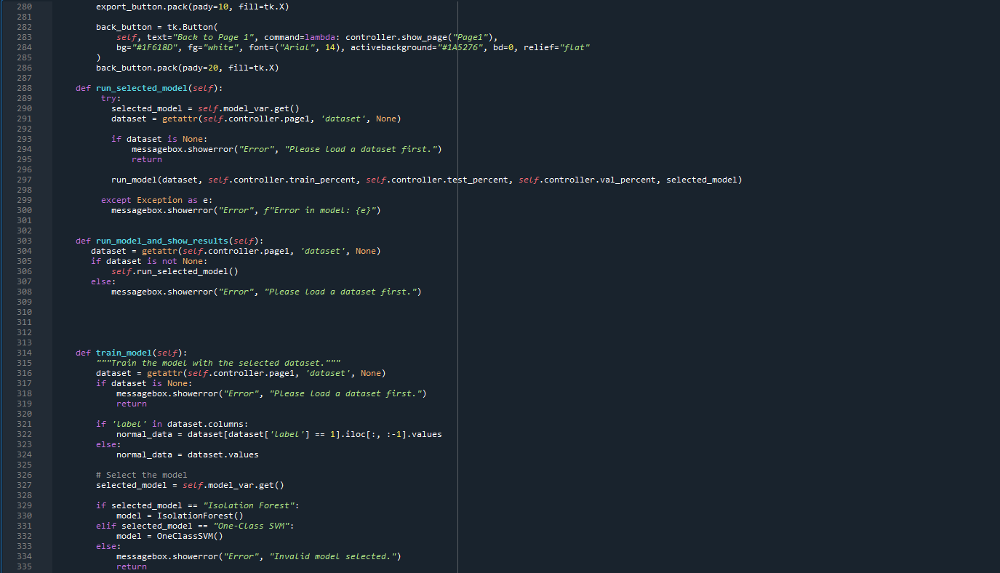 280 export_button.pack(pady=10, fill=tk.X)
281
282 back_button = tk.Button(
283 self, text="Back to Page 1", command=lambda: controller.show_page("Page1"),
284 bg="#1F618D", fg="white", font=("Arial", 14), activebackground="#1A5276", bd=0, relief="flat"
285 )
286 back_button.pack(pady=20, fill=tk.X)
287
288 def run_selected_model(self):
289 try:
290 selected_model = self.model_var.get()
291 dataset = getattr(self.controller.page1, 'dataset', None)
292
293 if dataset is None:
294 messagebox.showerror("Error", "Please load a dataset first.")
295 return
296
297 run_model(dataset, self.controller.train_percent, self.controller.test_percent, self.controller.val_percent, selected_model)
298
299 except Exception as e:
300 messagebox.showerror("Error", f"Error in model: {e}")
301
302
303 def run_model_and_show_results(self):
304 dataset = getattr(self.controller.page1, 'dataset', None)
305 if dataset is not None:
306 self.run_selected_model()
307 else:
308 messagebox.showerror("Error", "Please load a dataset first.")
309
310
311
312
313
314 def train_model(self):
315 """Train the model with the selected dataset."""
316 dataset = getattr(self.controller.page1, 'dataset', None)
317 if dataset is None:
318 messagebox.showerror("Error", "Please load a dataset first.")
319 return
320
321 if 'label' in dataset.columns:
322 normal_data = dataset[dataset['label'] == 1].iloc[:, :-1].values
323 else:
324 normal_data = dataset.values
325
326 # Select the model
327 selected_model = self.model_var.get()
328
329 if selected_model == "Isolation Forest":
330 model = IsolationForest()
331 elif selected_model == "One-Class SVM":
332 model = OneClassSVM()
333 else:
334 messagebox.showerror("Error", "Invalid model selected.")
335 return